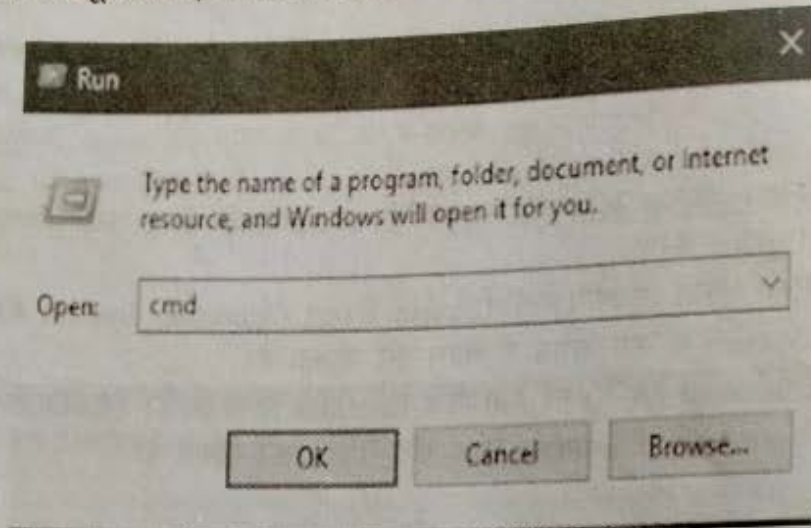 Run
Type the name of a program, folder, document, or Internet
resource, and Windows will open it for you.
Open:
cmd
OK
Cancel
Browse...